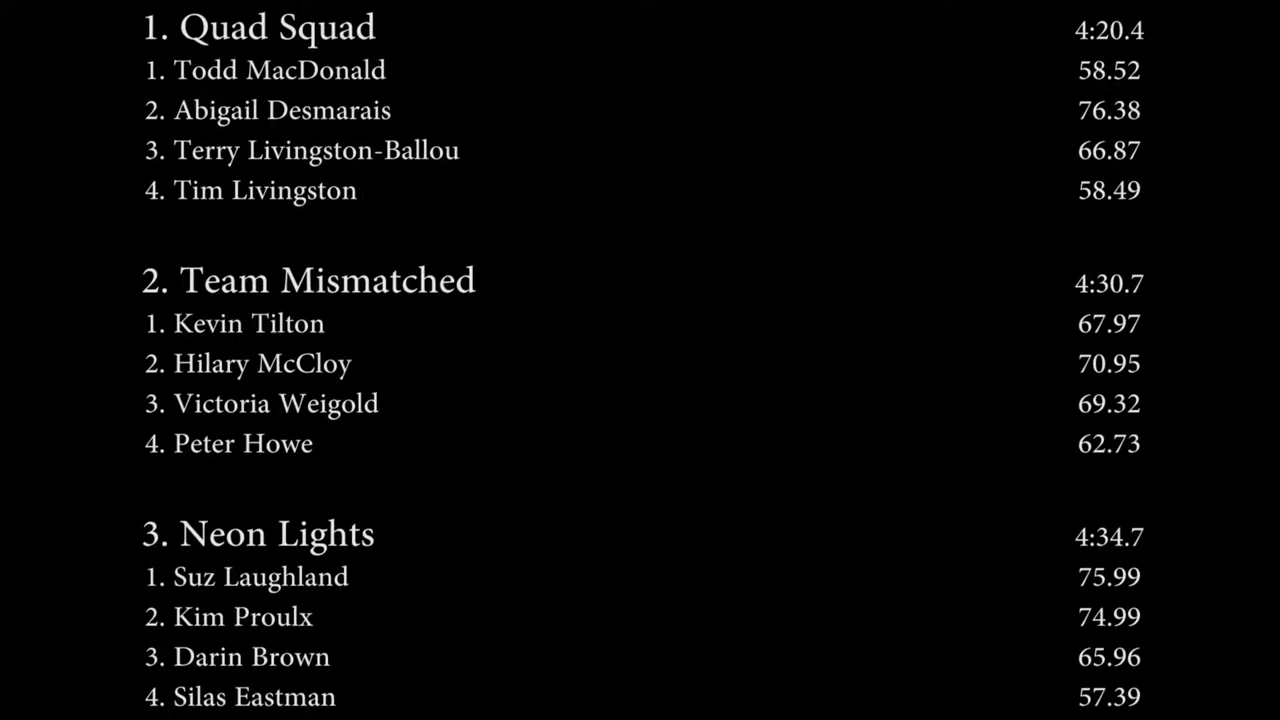 1. Quad Squad 4:20.4
1. Todd MacDonald 58.52
2. Abigail Desmarais 76.38
3. Terry Livingston-Ballou 66.87
4. Tim Livingston 58.49
2. Team Mismatched 4:30.7
1. Kevin Tilton 67.97
2. Hilary McCloy 70.95
3. Victoria Weigold 69.32
4. Peter Howe 62.73
3. Neon Lights 4:34.7
1. Suz Laughland 75.99
2. Kim Proulx 74.99
3. Darin Brown 65.96
4. Silas Eastman 57.39